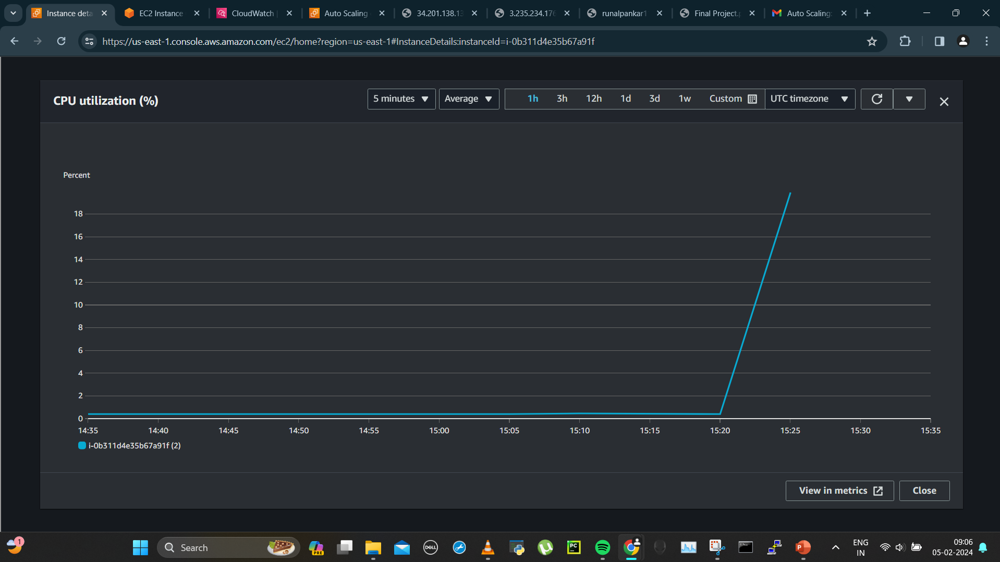 Instance deta
EC2 Instance
CloudWatch
Auto Scaling
34.201.138.13
3.235.234.176
runalpankar1
Final Project.
Auto Scaling:
https://us-east-1.console.aws.amazon.com/ec2/home?region=us-east-1#InstanceDetails:instanceId=i-0b311d4e35b67a91f
CPU utilization (%)
5 minutes
Average
1h 3h 12h 1d 3d 1w Custom
UTC timezone
Percent
18
16
14
12
10
8
6
4
2
0
14:35 14:40 14:45 14:50 14:55 15:00 15:05 15:10 15:15 15:20 15:25 15:30 15:35
i-0b311d4e35b67a91f (2)
View in metrics
Close
1
Search
PRE
DELL
PC
P
ENG
IN
09:06
05-02-2024